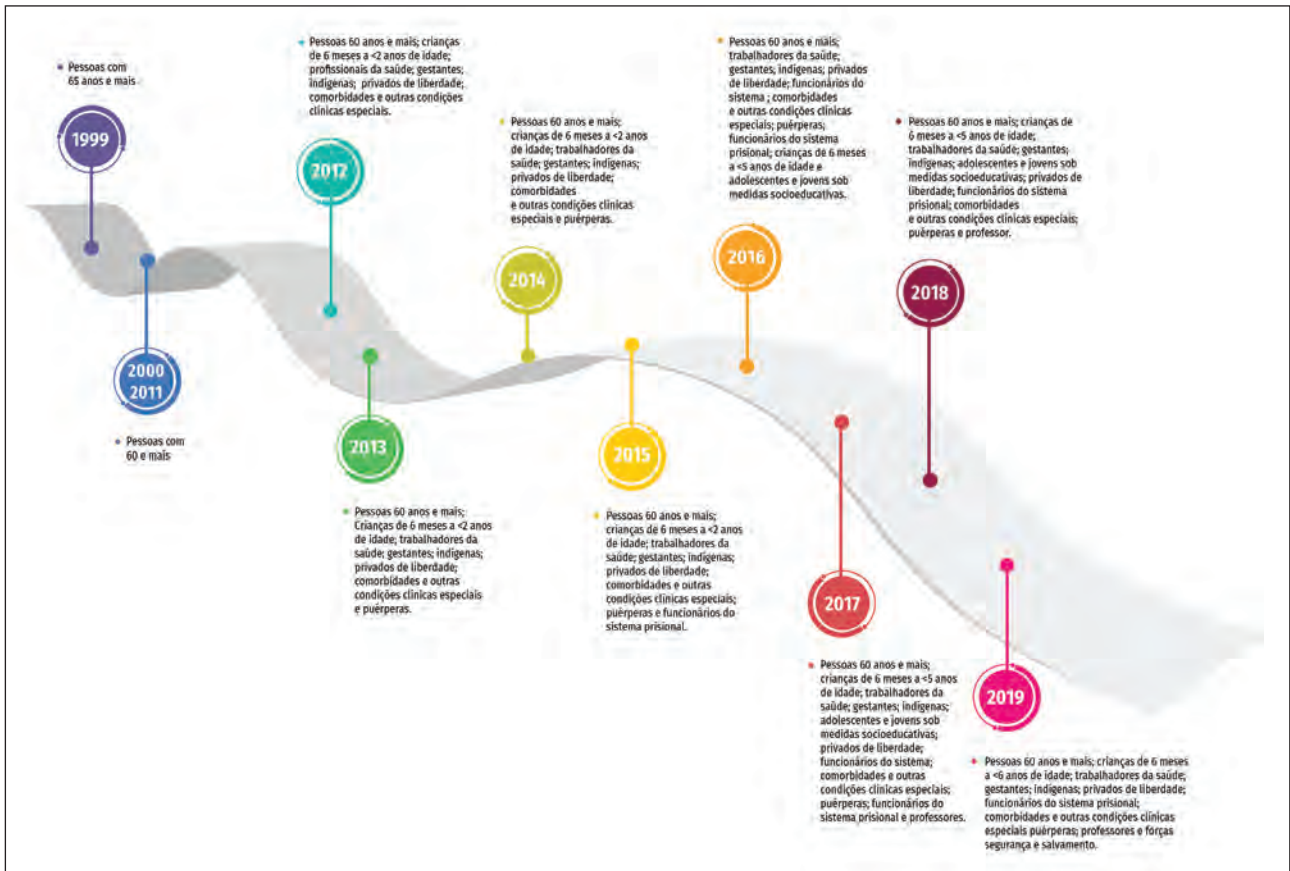 Pessoas com
65 anos e mais
1999
2000
2011
Pessoas com
60 e mais
Pessoas 60 anos e mais; crianças
de 6 meses a <2 anos de idade;
profissionais da saúde; gestantes;
indígenas; privados de liberdade;
comorbidades e outras condições
clínicas especiais.
2012
2013
Pessoas 60 anos e mais;
Crianças de 6 meses a <2 anos
de idade; trabalhadores da
saúde; gestantes; indígenas;
privados de liberdade;
comorbidades e outras
condições clínicas especiais
e puérperas.
Pessoas 60 anos e mais;
crianças de 6 meses a <2 anos
de idade; trabalhadores da
saúde; gestantes; indígenas;
privados de liberdade;
comorbidades
e outras condições clínicas
especiais e puérperas.
2014
2015
Pessoas 60 anos e mais;
crianças de 6 meses a <2 anos
de idade; trabalhadores da
saúde; gestantes; indígenas;
privados de liberdade;
comorbidades e outras
condições clínicas especiais;
puérperas e funcionários do
sistema prisional.
Pessoas 60 anos e mais;
trabalhadores da saúde;
gestantes; indígenas; privados
de liberdade; funcionários do
sistema ; comorbidades
e outras condições clínicas
especiais; puérperas;
funcionários do sistema
prisional; crianças de 6 meses
a <5 anos de idade e
adolescentes e jovens sob
medidas socioeducativas.
2016
2017
Pessoas 60 anos e mais;
crianças de 6 meses a <5 anos
de idade; trabalhadores da
saúde; gestantes; indígenas;
adolescentes e jovens sob
medidas socioeducativas;
privados de liberdade;
funcionários do sistema;
comorbidades e outras
condições clínicas especiais;
puérperas; funcionários do
sistema prisional e professores.
Pessoas 60 anos e mais; crianças de
6 meses a <5 anos de idade;
trabalhadores da saúde; gestantes;
indígenas; adolescentes e jovens sob
medidas socioeducativas; privados de
liberdade; funcionários do sistema
prisional; comorbidades
e outras condições clínicas especiais;
puérperas e professor.
2018
2019
Pessoas 60 anos e mais; crianças de 6 meses
a <6 anos de idade; trabalhadores da saúde;
gestantes; indígenas; privados de liberdade;
funcionários do sistema prisional;
comorbidades e outras condições clínicas
especiais puérperas; professores e forças
segurança e salvamento.